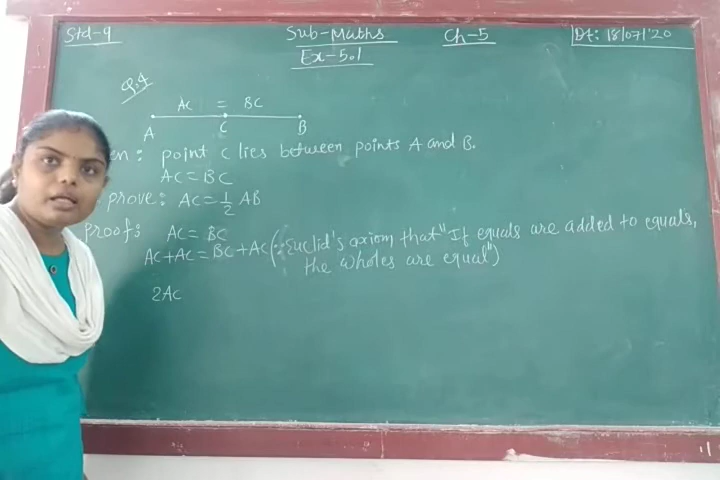 Std-9 Sub-Maths Ch-5 Dt: 18/07/'20
Ex-5.1
Q.4
AC = BC
A C B
en: point C lies between points A and B.
AC = BC
prove: AC = 1/2 AB
proof: AC = BC
AC + AC = BC + AC (∵ Euclid's axiom that "If equals are added to equals,
the wholes are equal")
2AC